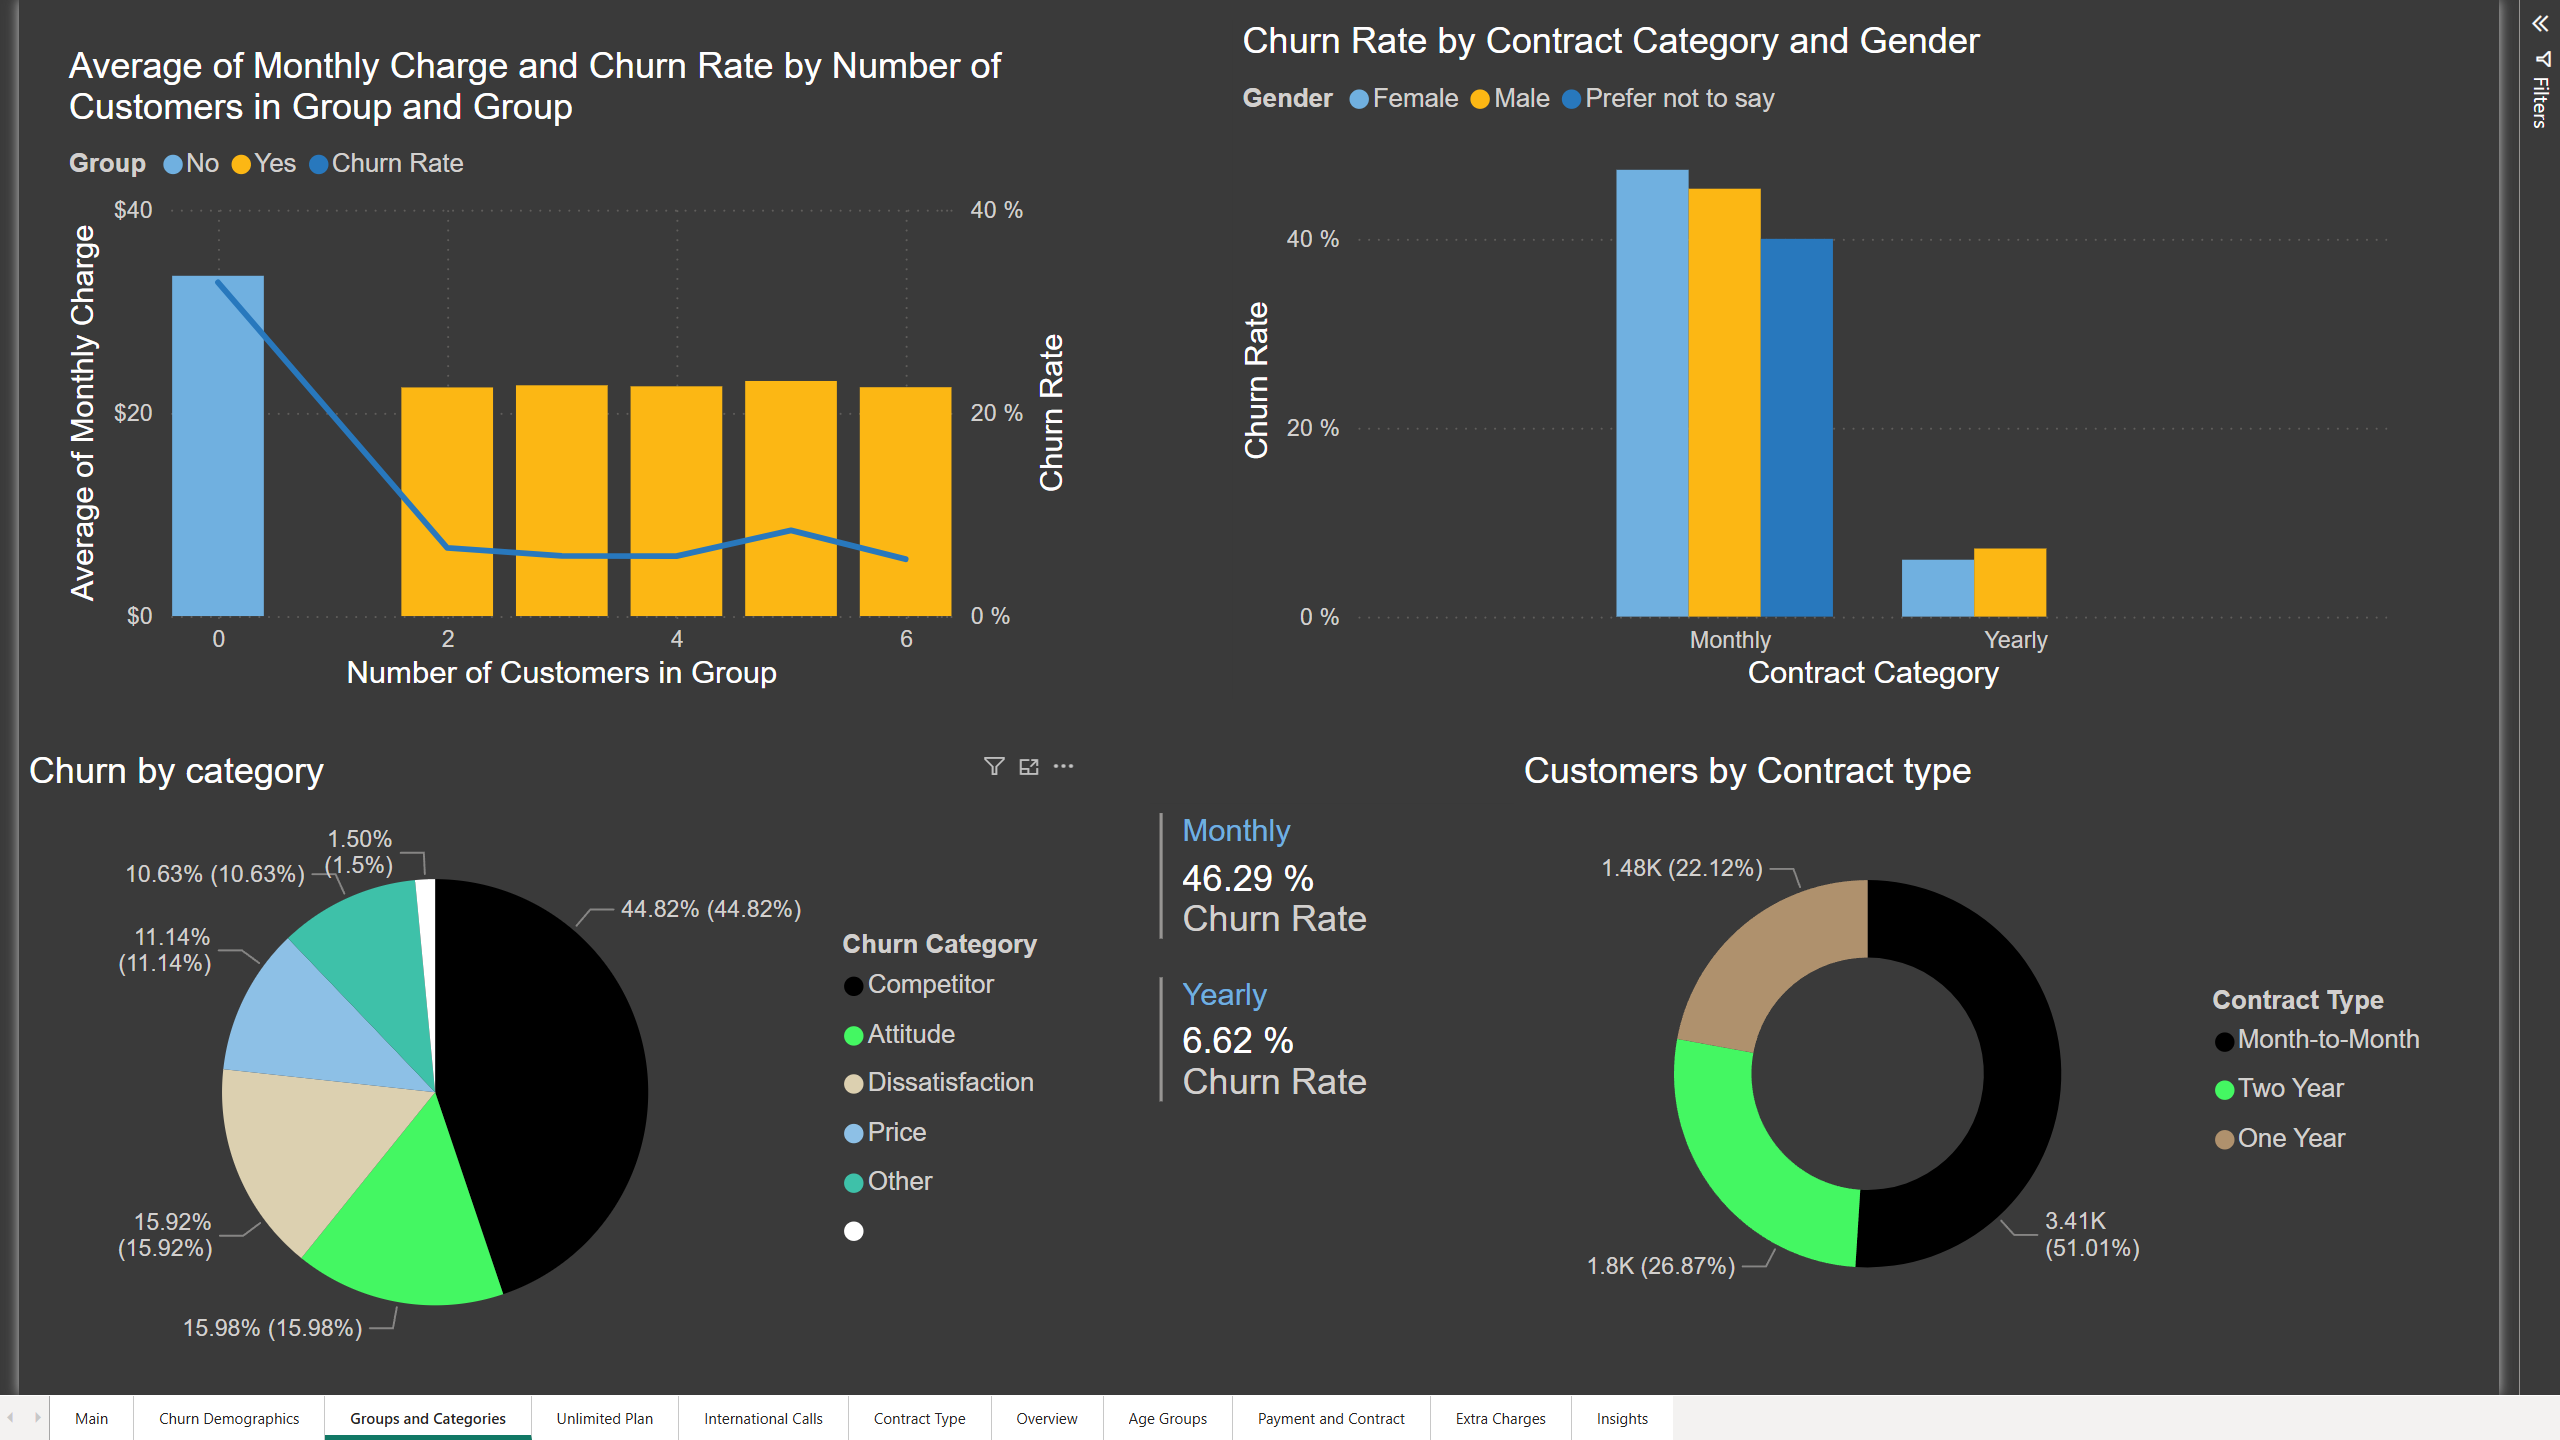 Average of Monthly Charge and Churn Rate by Number of
Customers in Group and Group
Group No Yes Churn Rate
Average of Monthly Charge
$40
$20
$0
40 %
20 %
0 %
Churn Rate
0 2 4 6
Number of Customers in Group
Churn Rate by Contract Category and Gender
Gender Female Male Prefer not to say
Churn Rate
40 %
20 %
0 %
Monthly Yearly
Contract Category
Filters
Churn by category
1.50%
(1.5%)
10.63% (10.63%)
44.82% (44.82%)
11.14%
(11.14%)
15.92%
(15.92%)
15.98% (15.98%)
Churn Category
Competitor
Attitude
Dissatisfaction
Price
Other
Monthly
46.29 %
Churn Rate
Yearly
6.62 %
Churn Rate
Customers by Contract type
1.48K (22.12%)
1.8K (26.87%)
3.41K
(51.01%)
Contract Type
Month-to-Month
Two Year
One Year
Main Churn Demographics Groups and Categories Unlimited Plan International Calls Contract Type Overview Age Groups Payment and Contract Extra Charges Insights